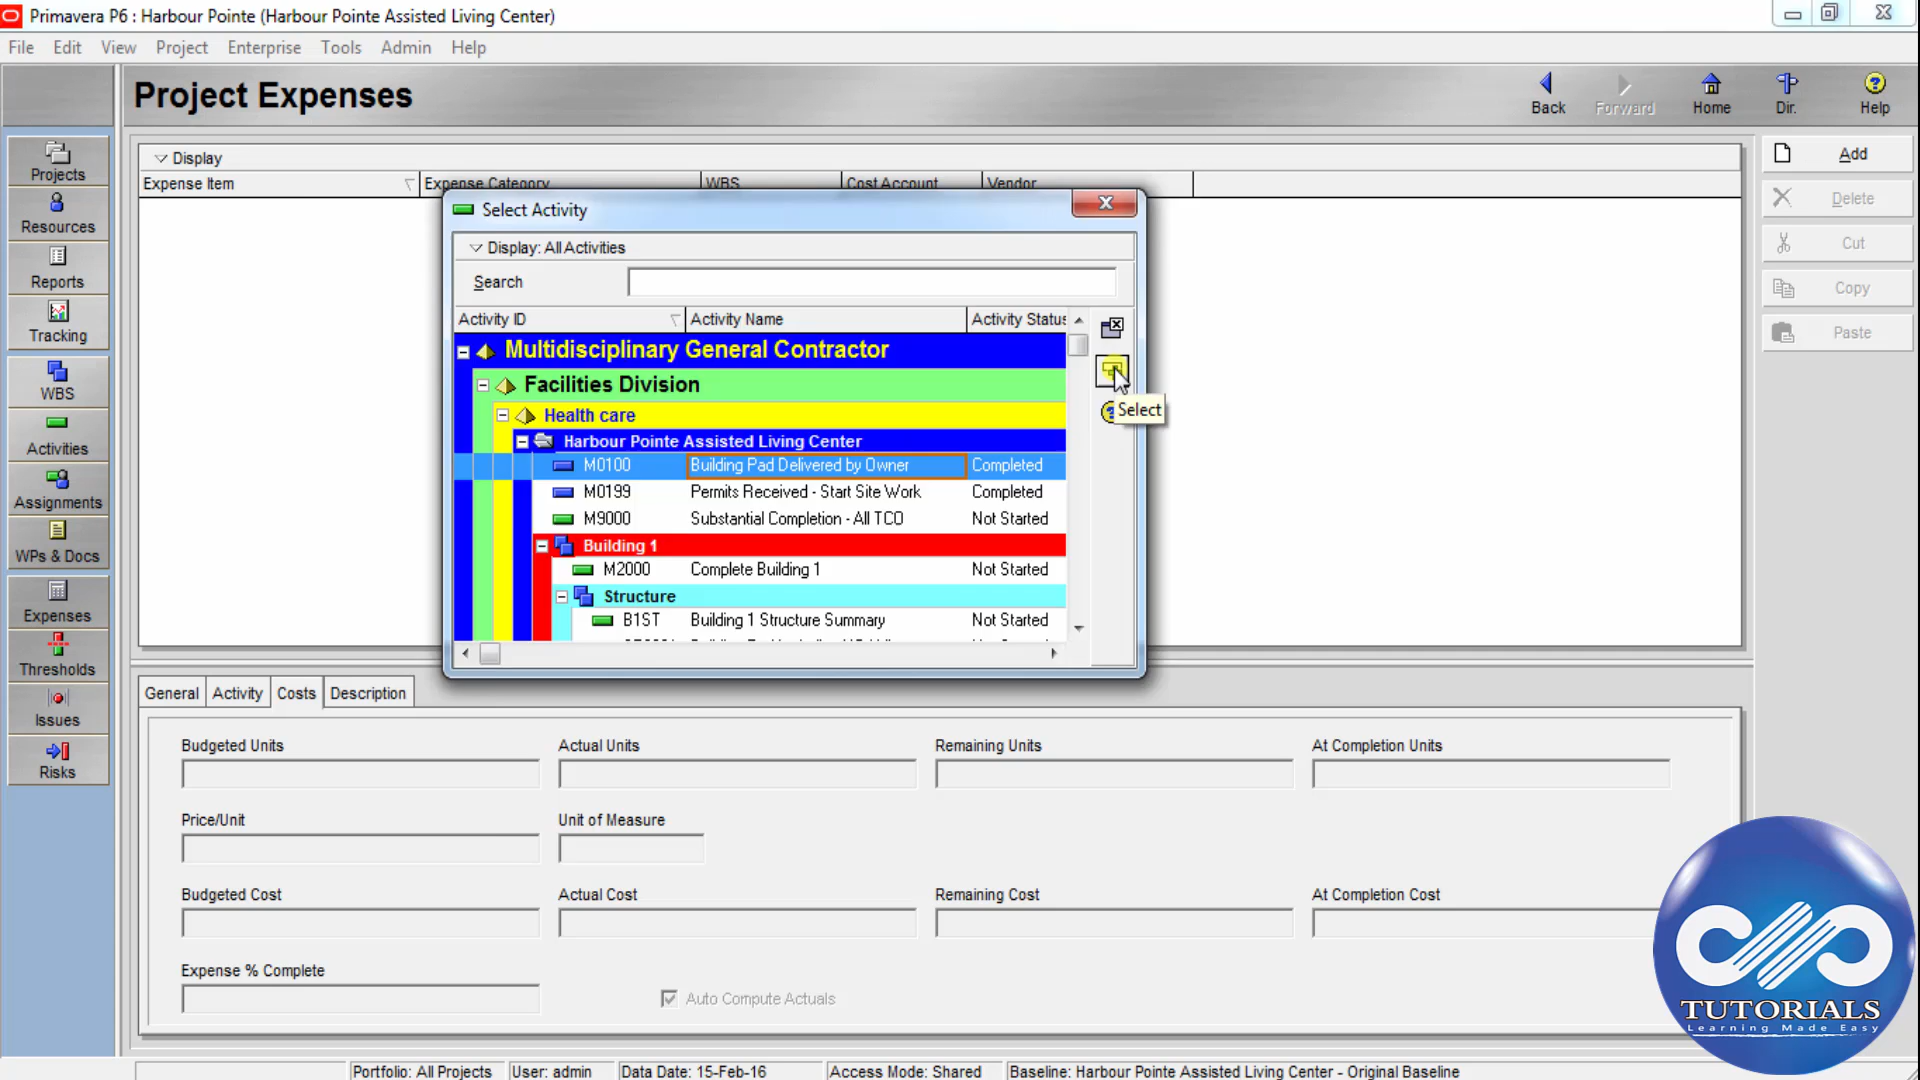 Primavera P6 : Harbour Pointe (Harbour Pointe Assisted Living Center)
File Edit View Project Enterprise Tools Admin Help
Project Expenses
Back Forward Home Dir. Help
Projects
Resources
Reports
Tracking
WBS
Activities
Assignments
WPs & Docs
Expenses
Thresholds
Issues
Risks
Display
Expense Item Expense Category WBS Cost Account Vendor
Add
Delete
Cut
Copy
Paste
Select Activity
Display: All Activities
Search
Activity ID Activity Name Activity Status
Multidisciplinary General Contractor
Facilities Division
Health care
Harbour Pointe Assisted Living Center
M0100 Building Pad Delivered by Owner Completed
M0199 Permits Received - Start Site Work Completed
M9000 Substantial Completion - All TCO Not Started
Building 1
M2000 Complete Building 1 Not Started
Structure
B1ST Building 1 Structure Summary Not Started
Select
General Activity Costs Description
Budgeted Units Actual Units Remaining Units At Completion Units
Price/Unit Unit of Measure
Budgeted Cost Actual Cost Remaining Cost At Completion Cost
Expense % Complete
Auto Compute Actuals
TUTORIALS
Learning Made Easy
Portfolio: All Projects User: admin Data Date: 15-Feb-16 Access Mode: Shared Baseline: Harbour Pointe Assisted Living Center - Original Baseline